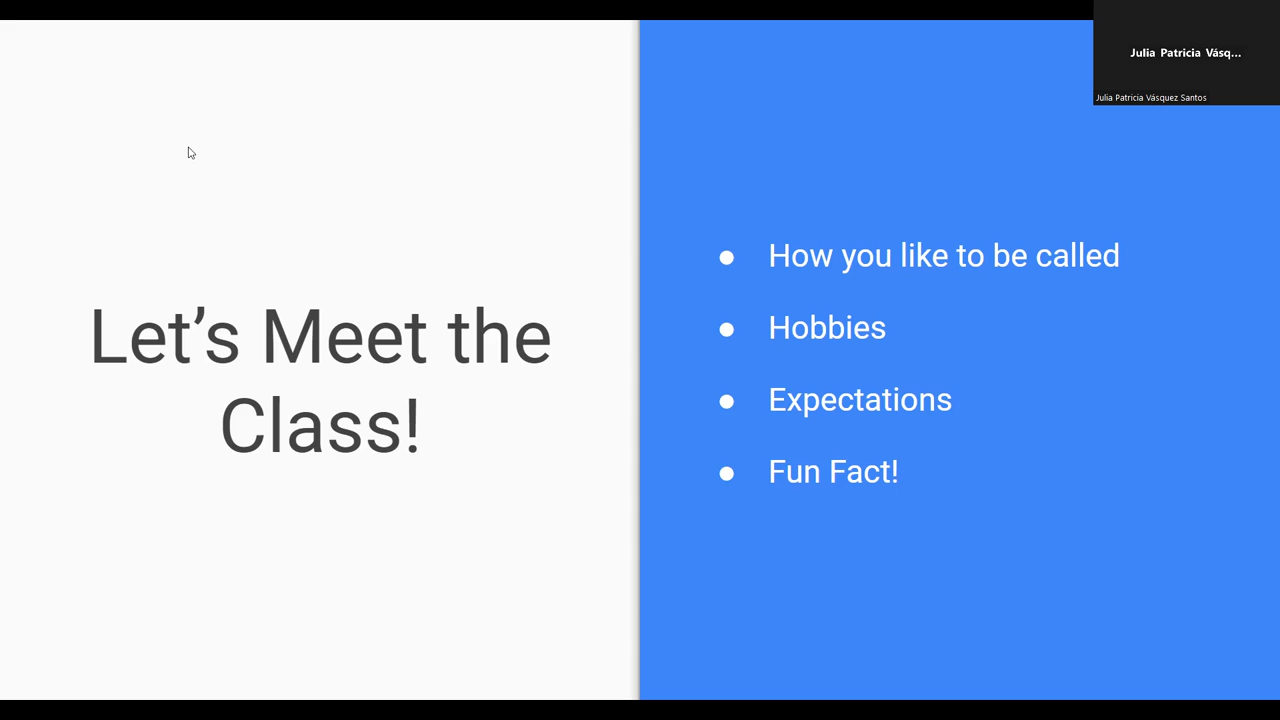 Julia Patricia Vásq...
Julia Patricia Vásquez Santos
Let’s Meet the
Class!
● How you like to be called
● Hobbies
● Expectations
● Fun Fact!